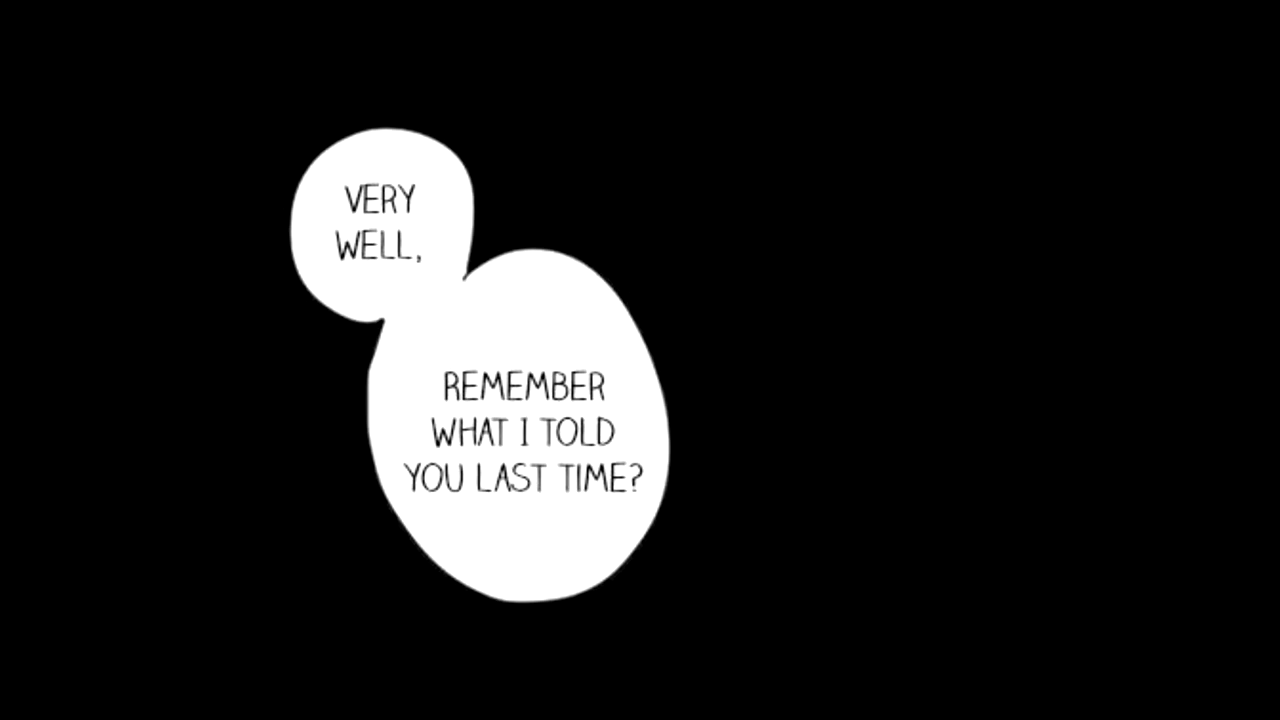 VERY
WELL,
REMEMBER
WHAT I TOLD
YOU LAST TIME?